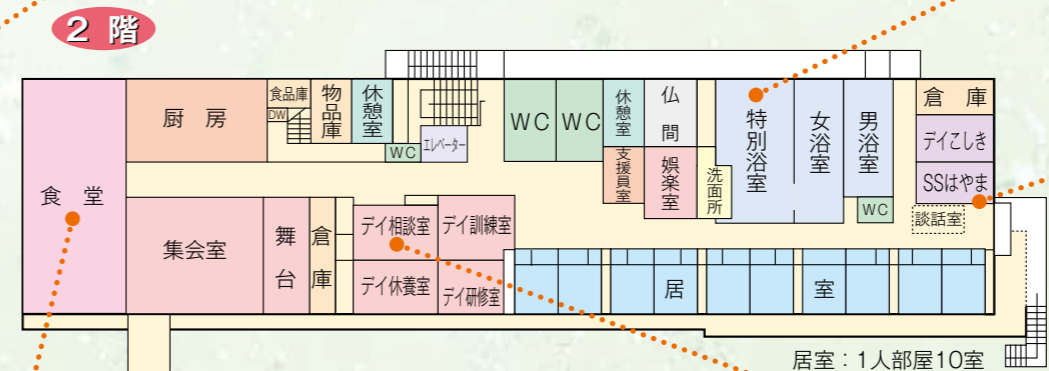 2 階
食 堂
厨 房
食品庫
DW
物品庫
休憩室
WC
エレベーター
WC
WC
休憩室
支援員室
仏間
娯楽室
洗面所
特別浴室
女浴室
男浴室
WC
倉 庫
デイこしき
SSはやま
談話室
集会室
舞台
倉庫
デイ相談室
デイ訓練室
デイ休養室
デイ研修室
居 室
居室：1人部屋10室